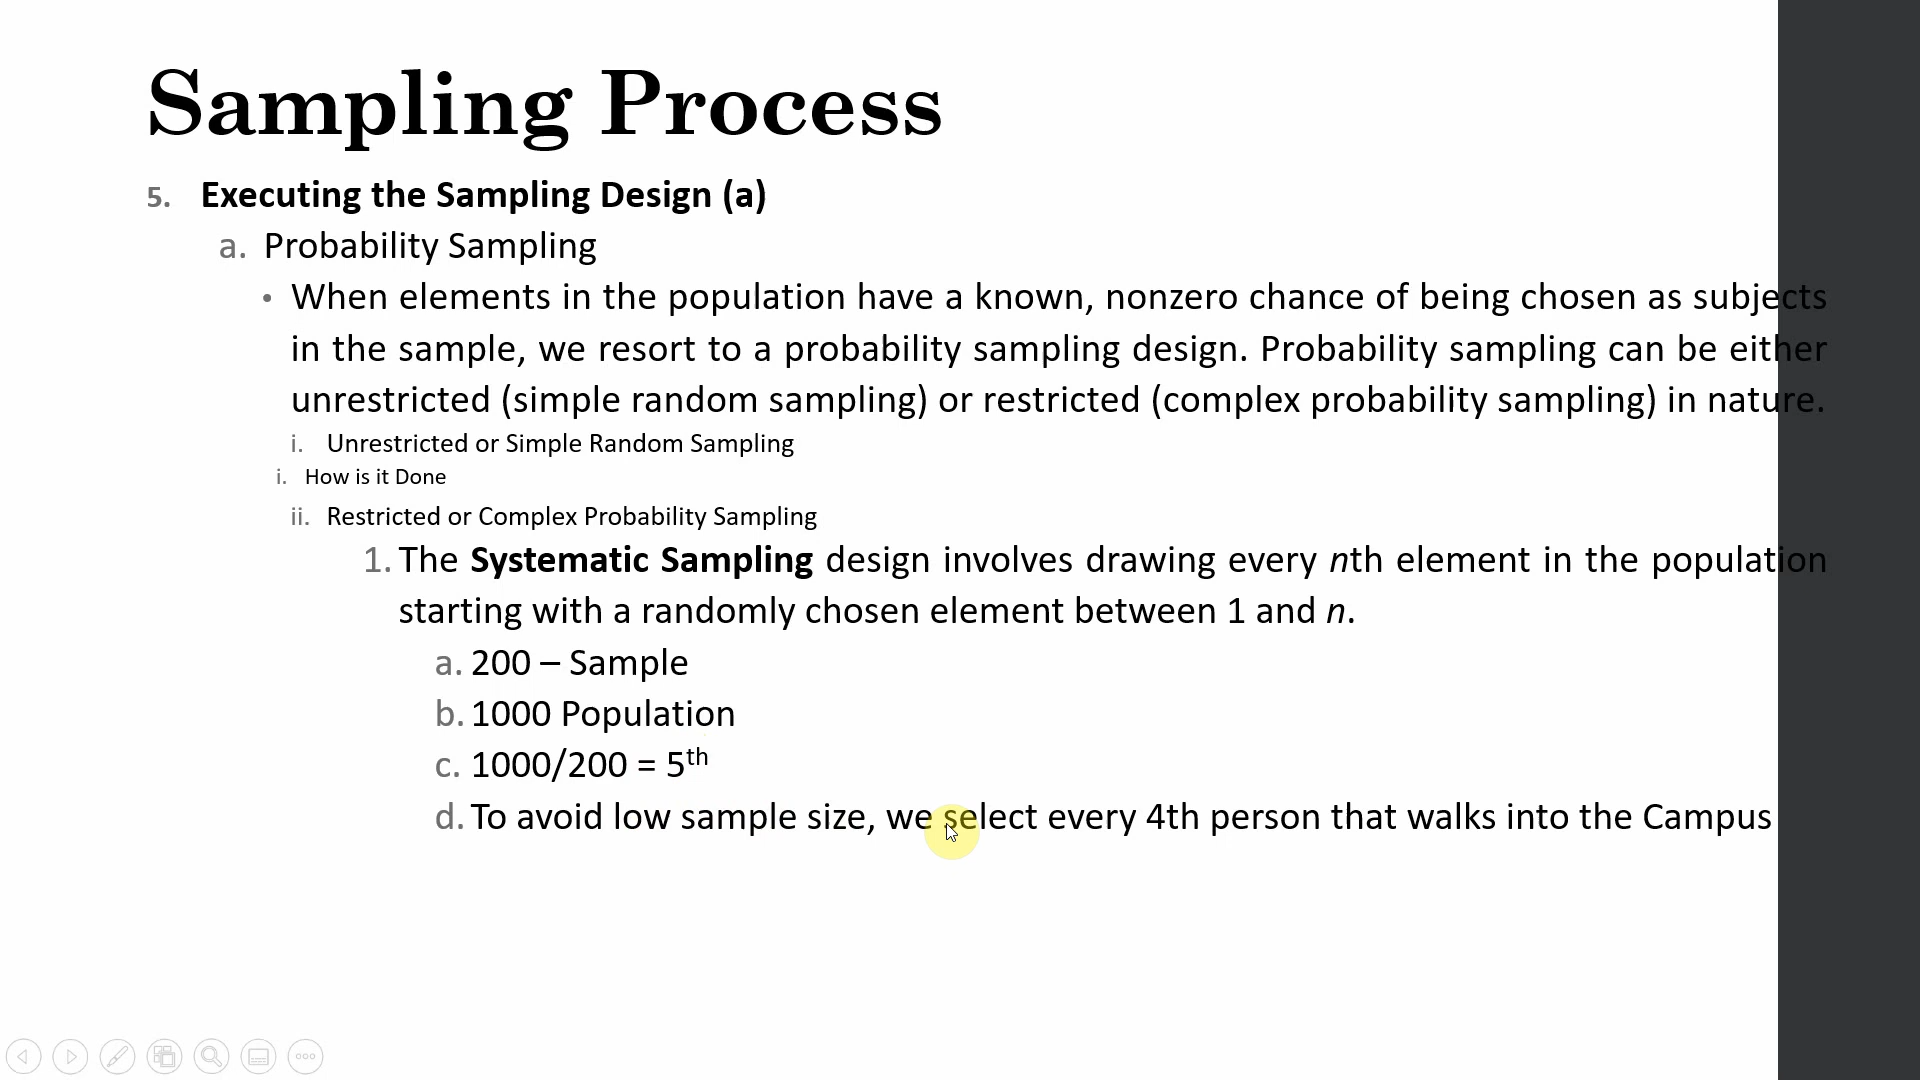 Sampling Process
5. Executing the Sampling Design (a)
a. Probability Sampling
• When elements in the population have a known, nonzero chance of being chosen as subjects
in the sample, we resort to a probability sampling design. Probability sampling can be either
unrestricted (simple random sampling) or restricted (complex probability sampling) in nature.
i. Unrestricted or Simple Random Sampling
i. How is it Done
ii. Restricted or Complex Probability Sampling
1. The Systematic Sampling design involves drawing every nth element in the population
starting with a randomly chosen element between 1 and n.
a. 200 – Sample
b. 1000 Population
c. 1000/200 = 5th
d. To avoid low sample size, we select every 4th person that walks into the Campus